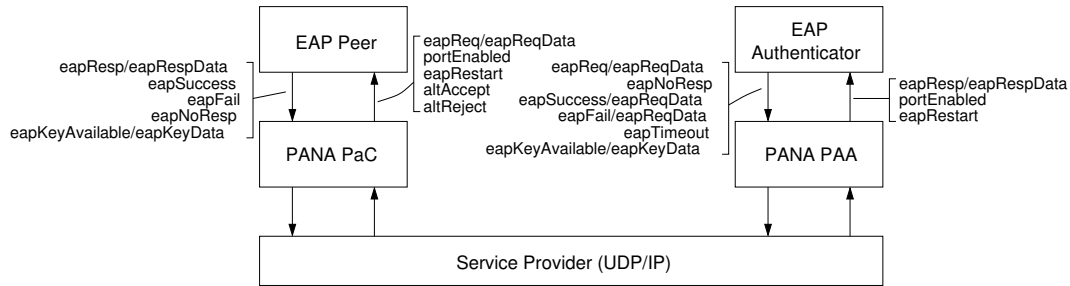 EAP Peer
eapReq/eapReqData
portEnabled
eapRestart
altAccept
altReject
eapResp/eapRespData
eapSuccess
eapFail
eapNoResp
eapKeyAvailable/eapKeyData
PANA PaC
EAP
Authenticator
eapReq/eapReqData
eapNoResp
eapSuccess/eapReqData
eapFail/eapReqData
eapTimeout
eapKeyAvailable/eapKeyData
eapResp/eapRespData
portEnabled
eapRestart
PANA PAA
Service Provider (UDP/IP)